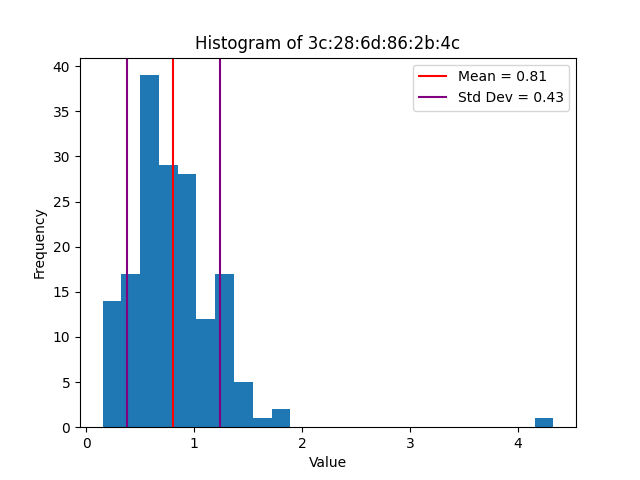 Histogram of 3c:28:6d:86:2b:4c
Mean = 0.81
Std Dev = 0.43
Frequency
40
35
30
25
20
15
10
5
0
0 1 2 3 4
Value